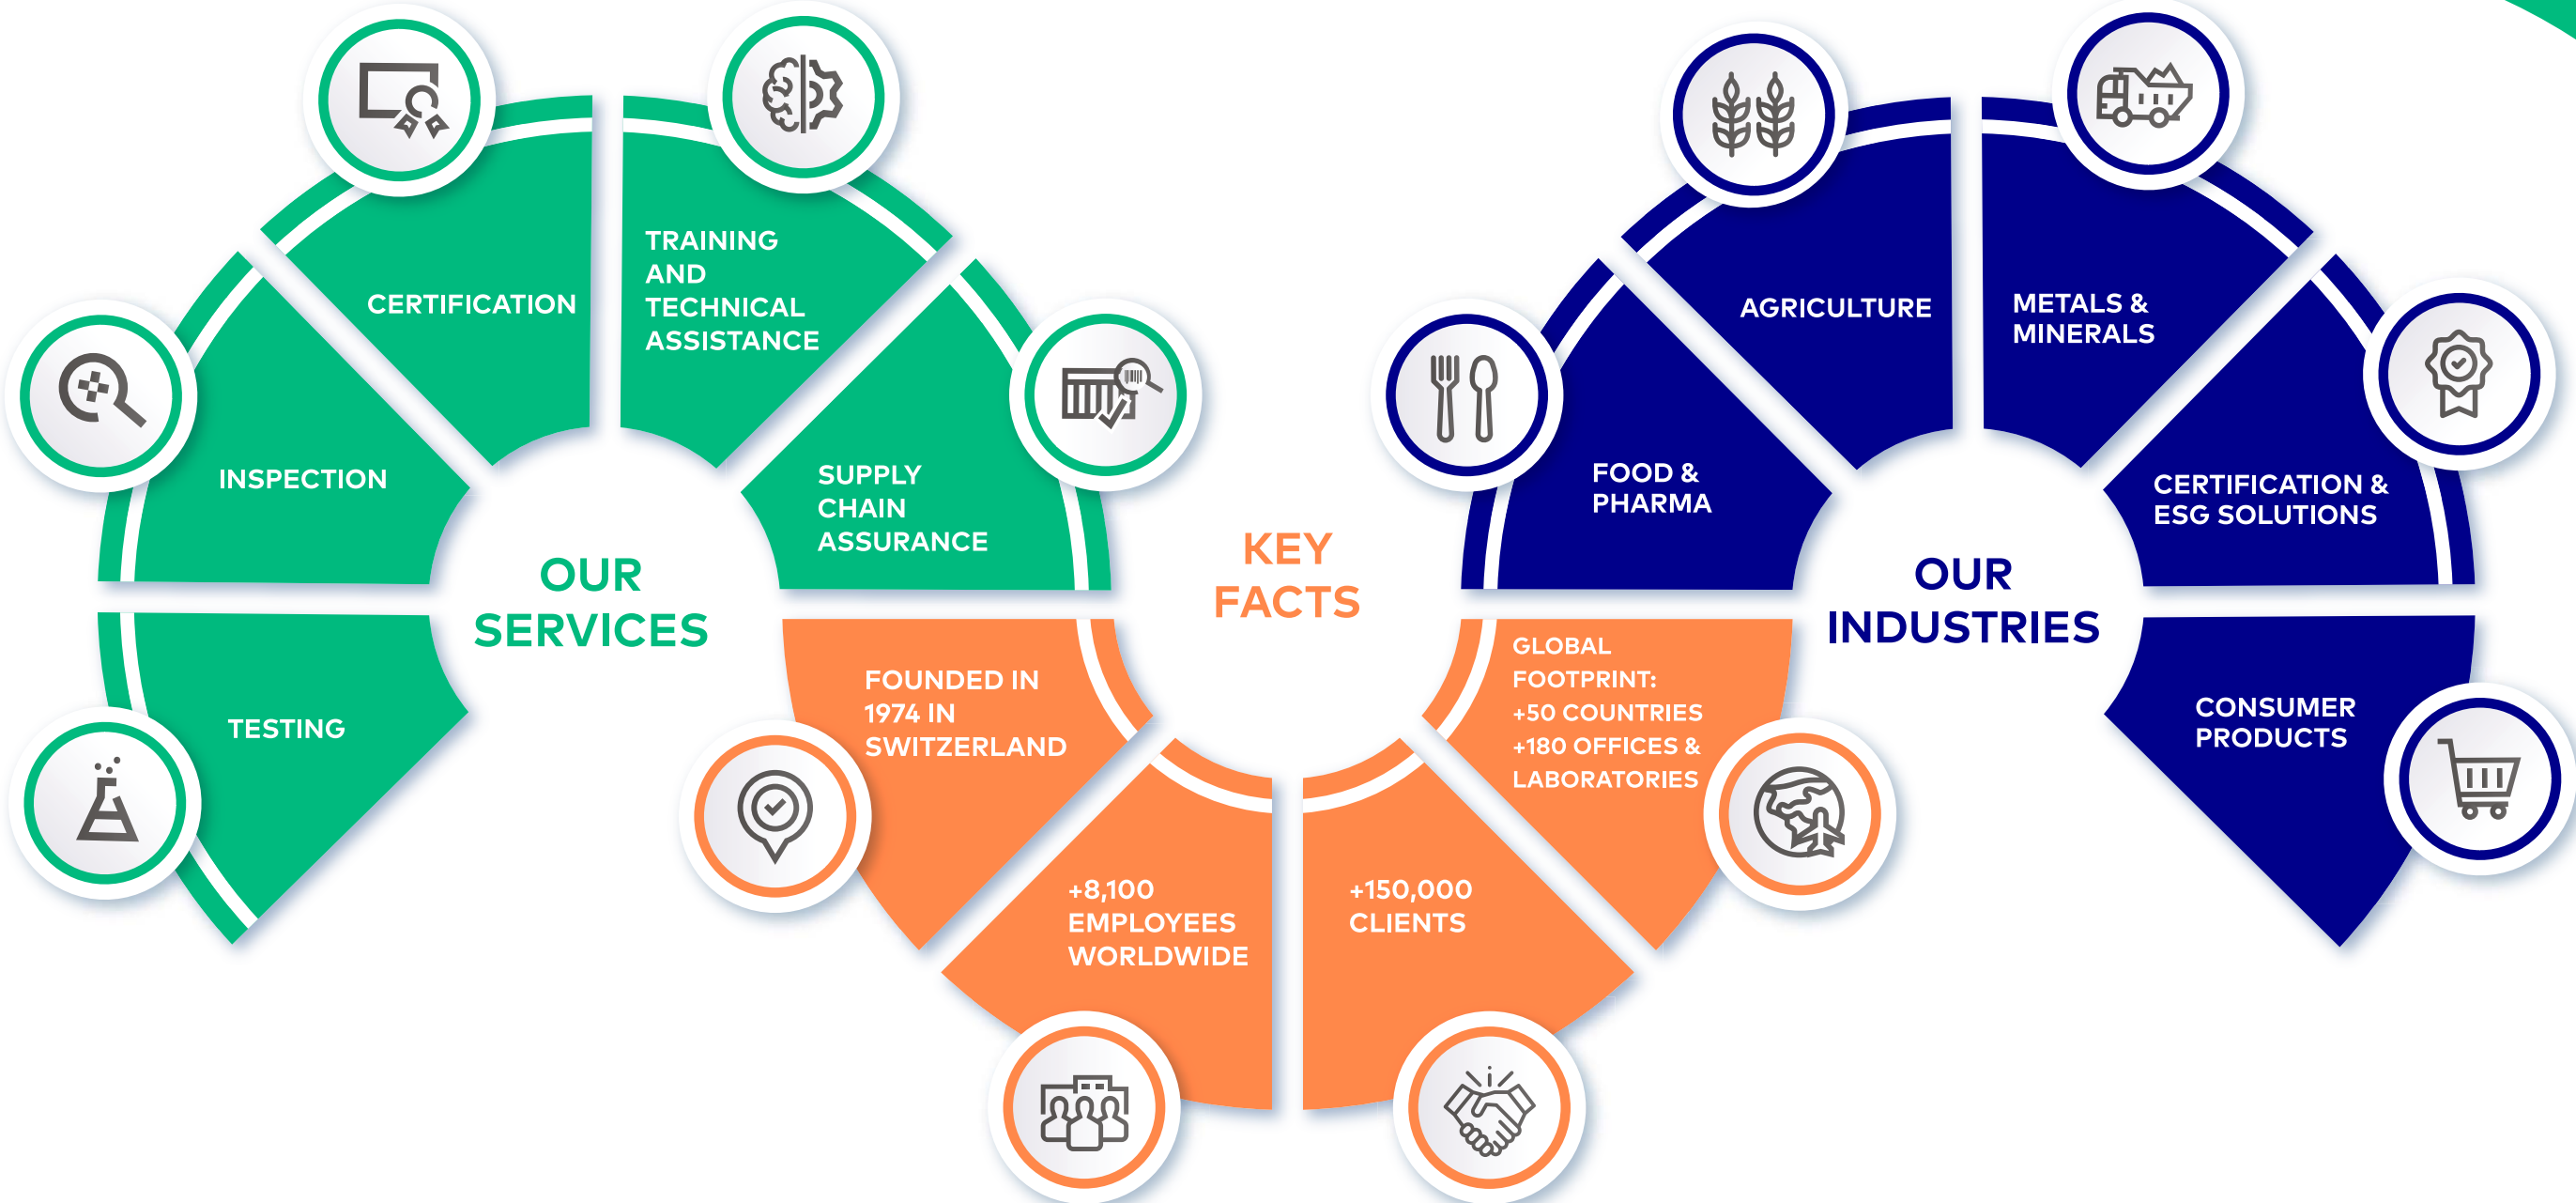 OUR
SERVICES
TESTING
INSPECTION
CERTIFICATION
TRAINING
AND
TECHNICAL
ASSISTANCE
SUPPLY
CHAIN
ASSURANCE
KEY
FACTS
FOUNDED IN
1974 IN
SWITZERLAND
+8,100
EMPLOYEES
WORLDWIDE
+150,000
CLIENTS
GLOBAL
FOOTPRINT:
+50 COUNTRIES
+180 OFFICES &
LABORATORIES
OUR
INDUSTRIES
FOOD &
PHARMA
AGRICULTURE
METALS &
MINERALS
CERTIFICATION &
ESG SOLUTIONS
CONSUMER
PRODUCTS